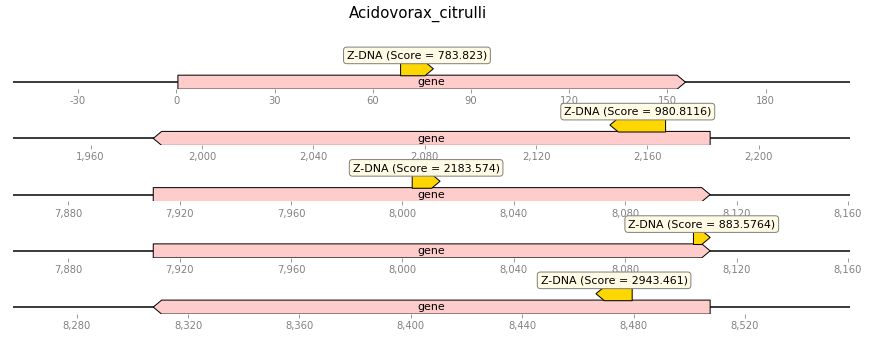 Acidovorax_citrulli
Z-DNA (Score = 783.823)
gene
-30 0 30 60 90 120 150 180
Z-DNA (Score = 980.8116)
gene
1,960 2,000 2,040 2,080 2,120 2,160 2,200
Z-DNA (Score = 2183.574)
gene
7,880 7,920 7,960 8,000 8,040 8,080 8,120 8,160
Z-DNA (Score = 883.5764)
gene
7,880 7,920 7,960 8,000 8,040 8,080 8,120 8,160
Z-DNA (Score = 2943.461)
gene
8,280 8,320 8,360 8,400 8,440 8,480 8,520